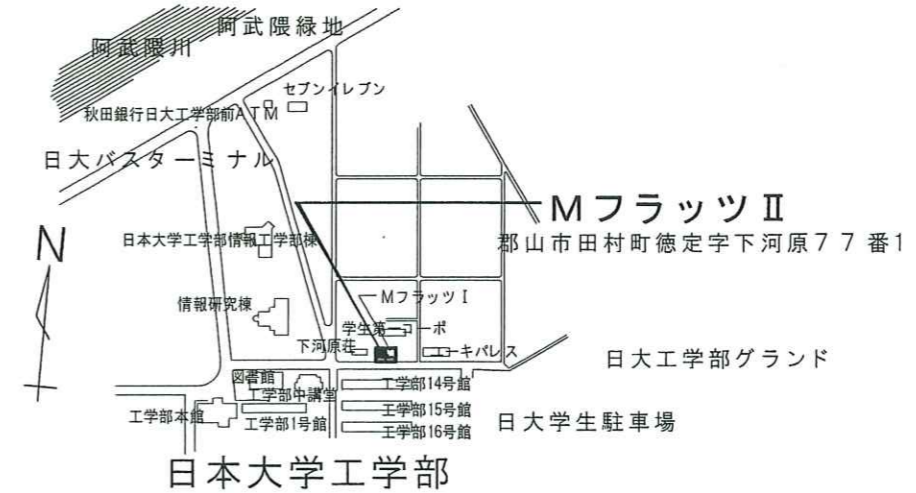 阿武隈緑地
阿武隈川
セブンイレブン
秋田銀行日大工学部前ATM
日大バスターミナル
MフラッツⅡ
N
日本大学工学部情報工学部棟
郡山市田村町徳定字下河原77番1
MフラッツⅠ
情報研究棟
学生第一コーポ
下河原荘
エーキパレス
日大工学部グランド
図書館
工学部14号館
工学部中講堂
工学部15号館
工学部本館
工学部1号館
日大学生駐車場
工学部16号館
日本大学工学部